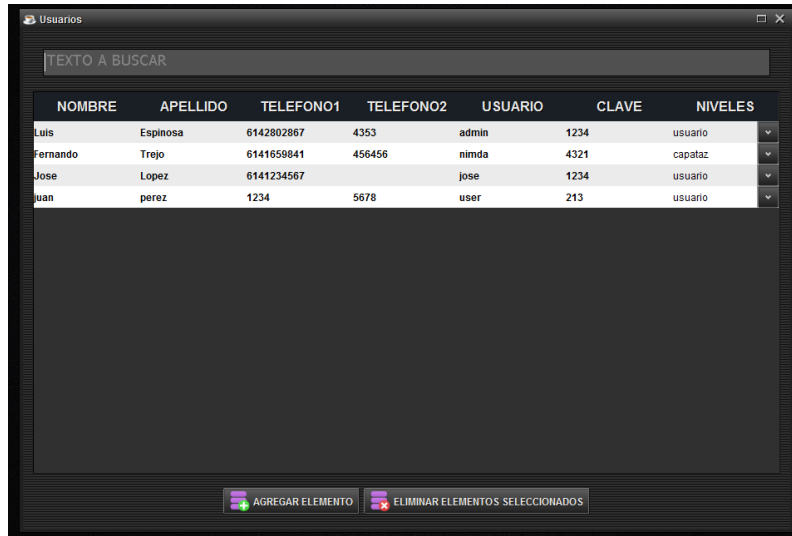 Usuarios
TEXTO A BUSCAR
NOMBRE APELLIDO TELEFONO1 TELEFONO2 USUARIO CLAVE NIVELES
Luis Espinosa 6142802867 4353 admin 1234 usuario
Fernando Trejo 6141659841 456456 nimda 4321 capataz
Jose Lopez 6141234567 jose 1234 usuario
juan perez 1234 5678 user 213 usuario
AGREGAR ELEMENTO ELIMINAR ELEMENTOS SELECCIONADOS